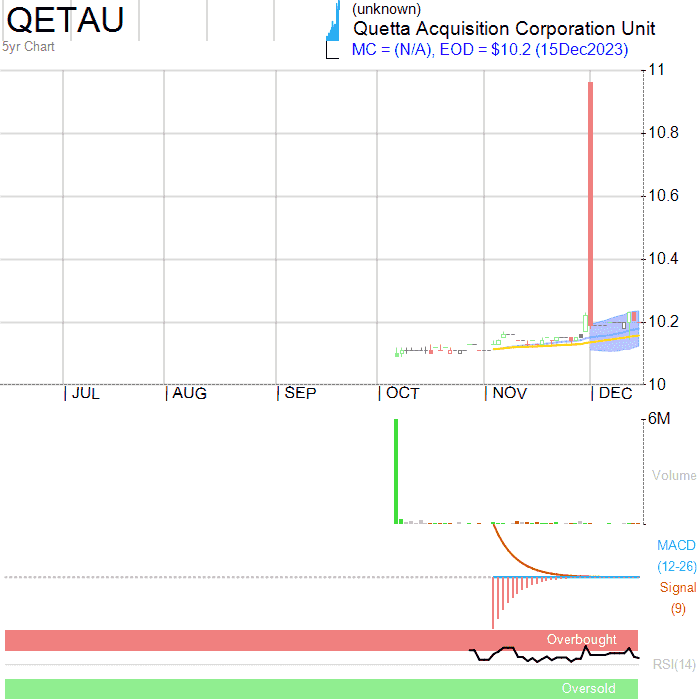 QETAU
(unknown)
Quetta Acquisition Corporation Unit
5yr Chart
MC = (N/A), EOD = $10.2 (15Dec2023)
11
10.8
10.6
10.4
10.2
10
JUL AUG SEP OCT NOV DEC
6M
Volume
MACD
(12-26)
Signal
(9)
Overbought
RSI(14)
Oversold